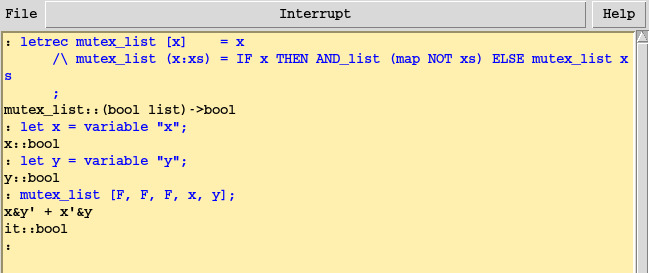 File Interrupt Help
: letrec mutex_list [x]    = x
      /\ mutex_list (x:xs) = IF x THEN AND_list (map NOT xs) ELSE mutex_list x
s
      ;
mutex_list::(bool list)->bool
: let x = variable "x";
x::bool
: let y = variable "y";
y::bool
: mutex_list [F, F, F, x, y];
x&y' + x'&y
it::bool
: